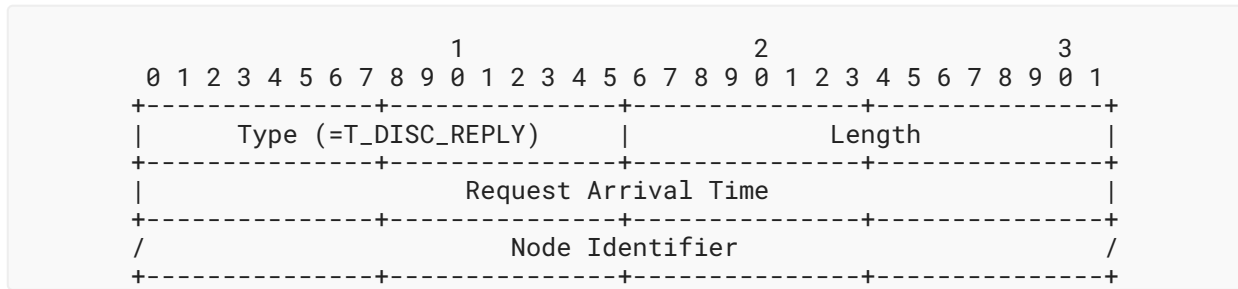 1                   2                   3
 0 1 2 3 4 5 6 7 8 9 0 1 2 3 4 5 6 7 8 9 0 1 2 3 4 5 6 7 8 9 0 1
+---------------+---------------+---------------+---------------+
|      Type (=T_DISC_REPLY)     |             Length            |
+---------------+---------------+---------------+---------------+
|                     Request Arrival Time                      |
+---------------+---------------+---------------+---------------+
/                        Node Identifier                        /
+---------------+---------------+---------------+---------------+